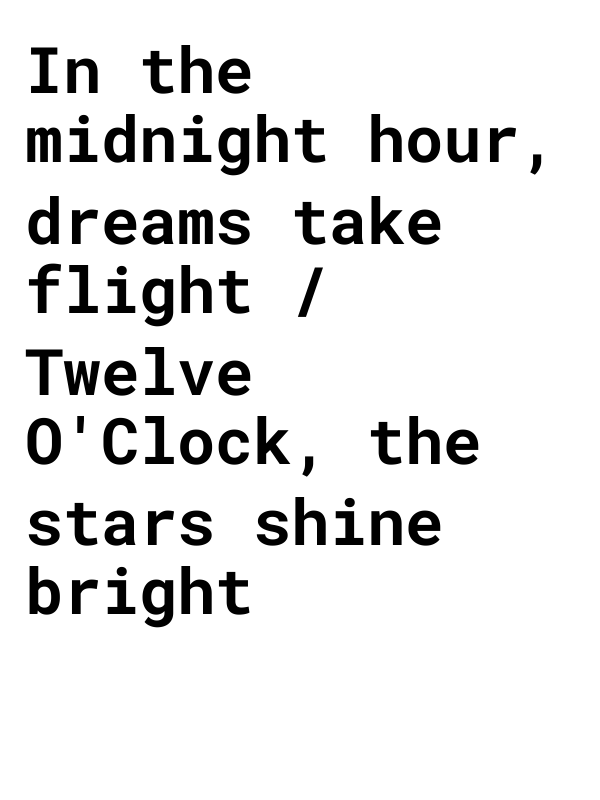 In the
midnight hour,
dreams take
flight /
Twelve
O'Clock, the
stars shine
bright